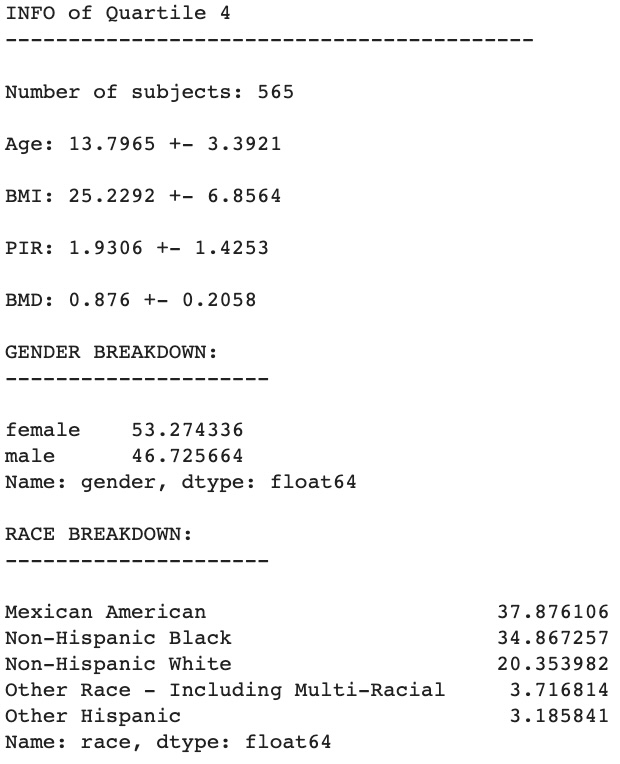 INFO of Quartile 4
------------------------------------------
Number of subjects: 565
Age: 13.7965 +- 3.3921
BMI: 25.2292 +- 6.8564
PIR: 1.9306 +- 1.4253
BMD: 0.876 +- 0.2058
GENDER BREAKDOWN:
---------------------
female    53.274336
male      46.725664
Name: gender, dtype: float64
RACE BREAKDOWN:
---------------------
Mexican American                       37.876106
Non-Hispanic Black                     34.867257
Non-Hispanic White                     20.353982
Other Race - Including Multi-Racial     3.716814
Other Hispanic                          3.185841
Name: race, dtype: float64